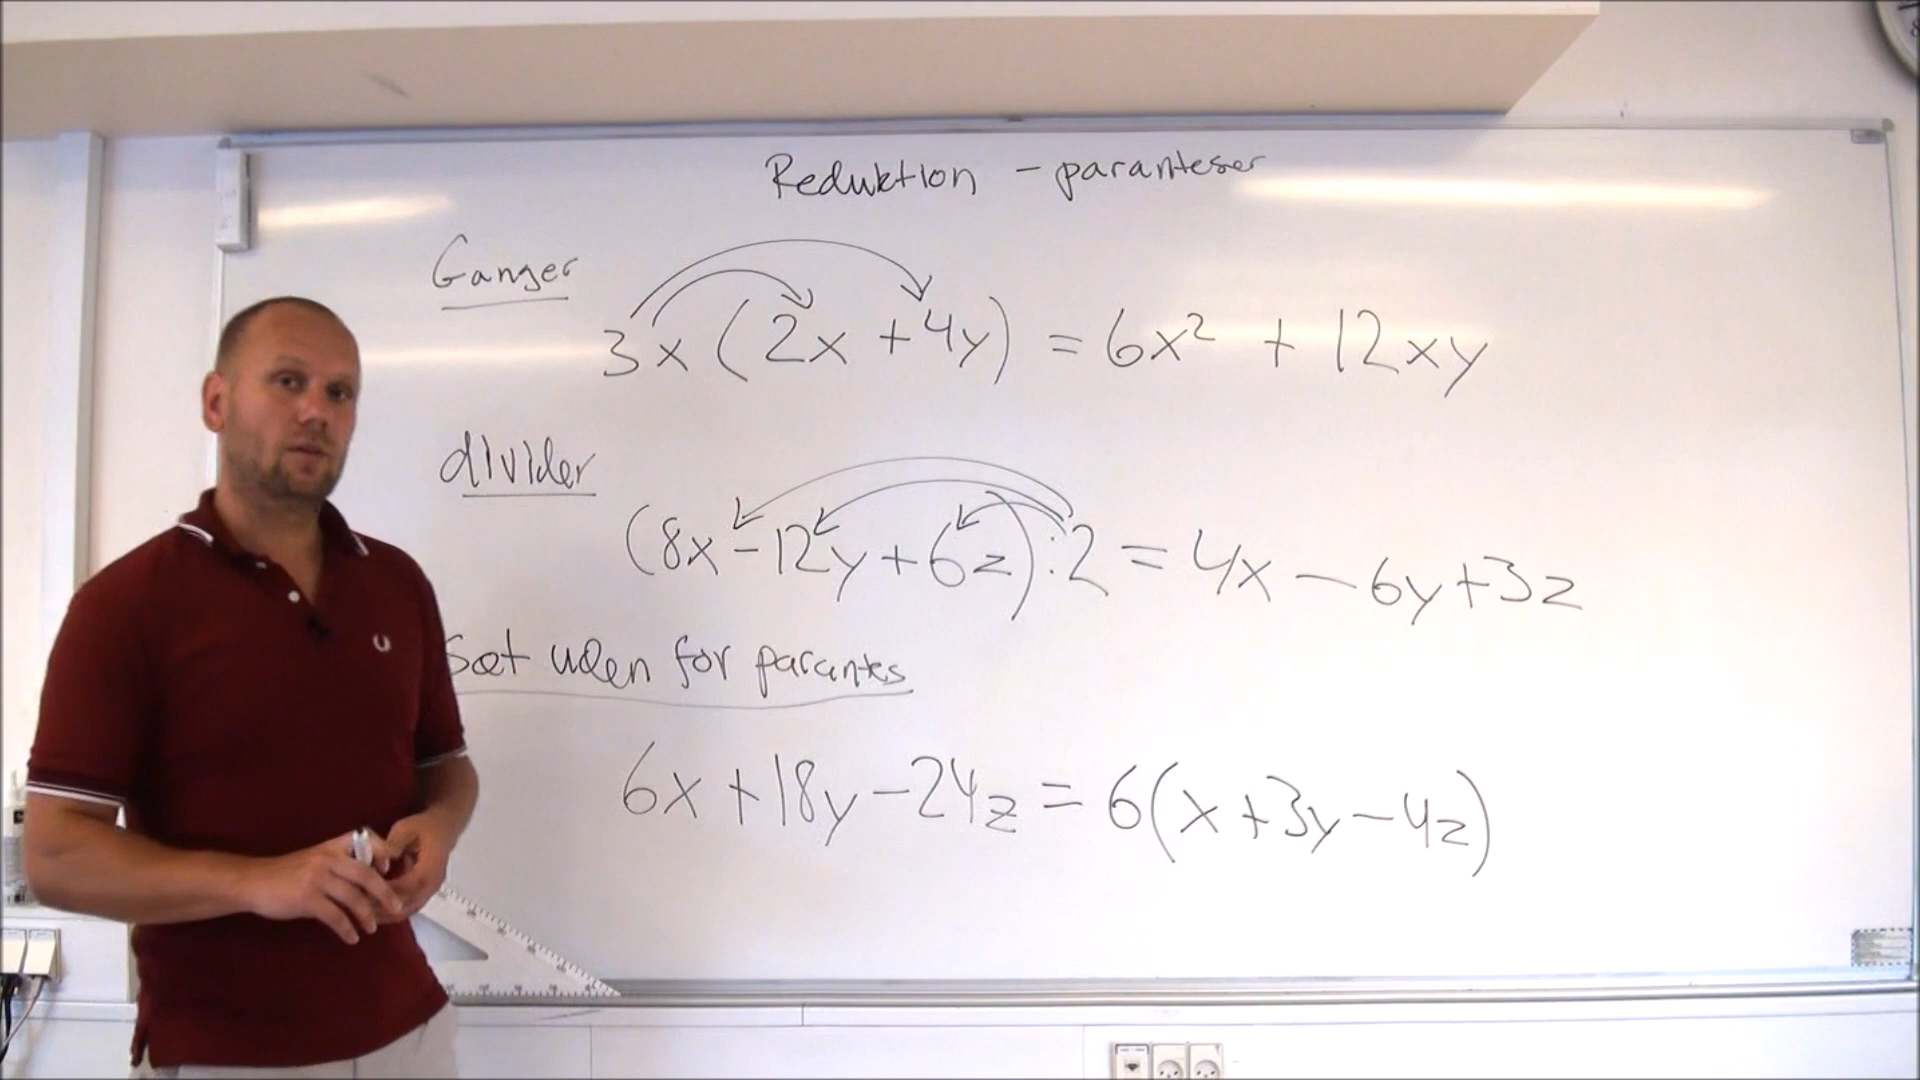 Reduktion - paranteser
Ganger
3x(2x+4y) = 6x² + 12xy
divider
(8x-12y+6z):2 = 4x - 6y+3z
Sæt uden for parantes
6x+18y-24z = 6(x+3y-4z)